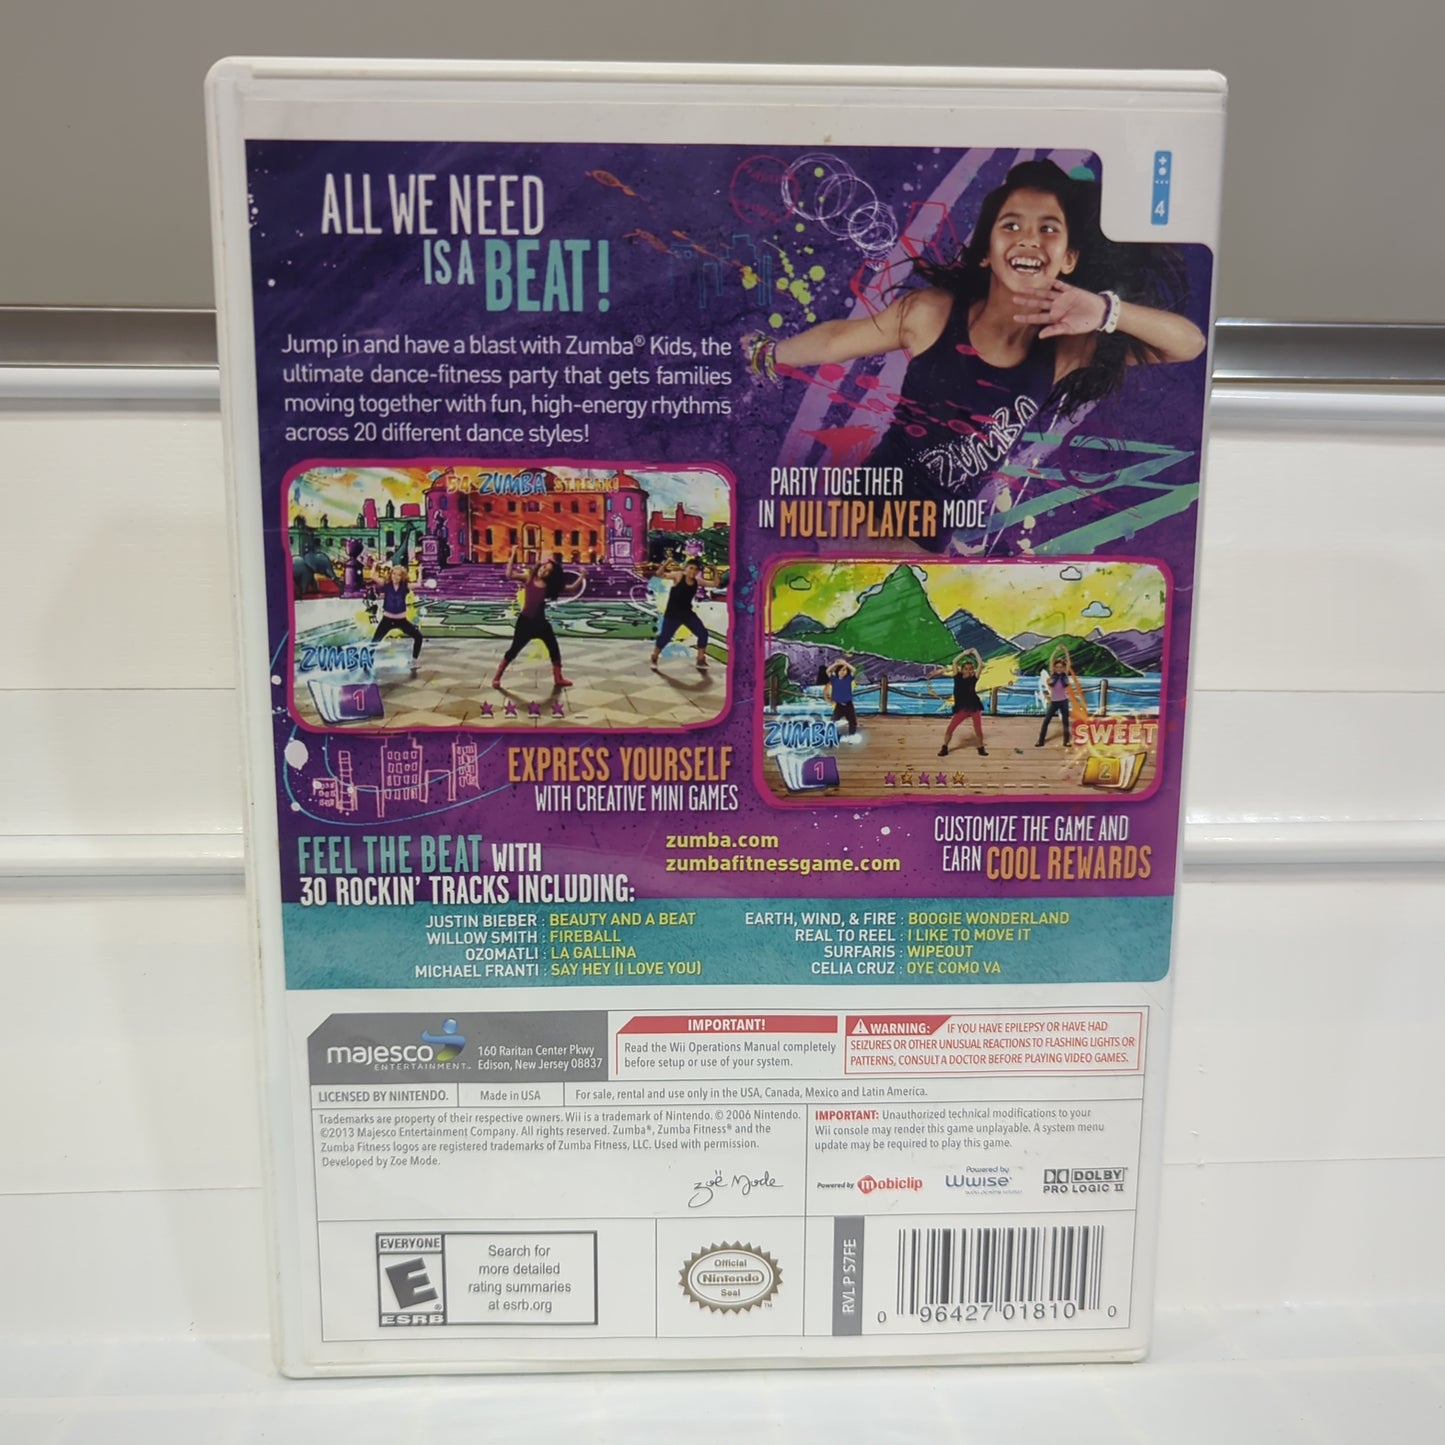 ALL WE NEED
IS A BEAT!
4
Jump in and have a blast with Zumba® Kids, the
ultimate dance-fitness party that gets families
moving together with fun, high-energy rhythms
across 20 different dance styles!
ZUMBA
PARTY TOGETHER
IN MULTIPLAYER MODE
54 ZUMBA STREAK!
ZUMBA
1
ZUMBA
1
SWEET
2
EXPRESS YOURSELF
WITH CREATIVE MINI GAMES
CUSTOMIZE THE GAME AND
EARN COOL REWARDS
zumba.com
zumbafitnessgame.com
FEEL THE BEAT WITH
30 ROCKIN' TRACKS INCLUDING:
JUSTIN BIEBER : BEAUTY AND A BEAT
WILLOW SMITH : FIREBALL
OZOMATLI : LA GALLINA
MICHAEL FRANTI : SAY HEY (I LOVE YOU)
EARTH, WIND, & FIRE : BOOGIE WONDERLAND
REAL TO REEL : I LIKE TO MOVE IT
SURFARIS : WIPEOUT
CELIA CRUZ : OYE COMO VA
majesco
ENTERTAINMENT™
160 Raritan Center Pkwy
Edison, New Jersey 08837
IMPORTANT!
Read the Wii Operations Manual completely
before setup or use of your system.
WARNING: IF YOU HAVE EPILEPSY OR HAVE HAD
SEIZURES OR OTHER UNUSUAL REACTIONS TO FLASHING LIGHTS OR
PATTERNS, CONSULT A DOCTOR BEFORE PLAYING VIDEO GAMES.
LICENSED BY NINTENDO.
Made in USA
For sale, rental and use only in the USA, Canada, Mexico and Latin America.
Trademarks are property of their respective owners. Wii is a trademark of Nintendo. © 2006 Nintendo.
©2013 Majesco Entertainment Company. All rights reserved. Zumba®, Zumba Fitness® and the
Zumba Fitness logos are registered trademarks of Zumba Fitness, LLC. Used with permission.
Developed by Zoe Mode.
zoë Mode
IMPORTANT: Unauthorized technical modifications to your
Wii console may render this game unplayable. A system menu
update may be required to play this game.
Powered by mobiclip
Powered by
Wwise
DOLBY
PRO LOGIC II
EVERYONE
E
®
ESRB
Search for
more detailed
rating summaries
at esrb.org
Official
Nintendo
Seal
™
RVL P S7FE
0 96427 01810 0